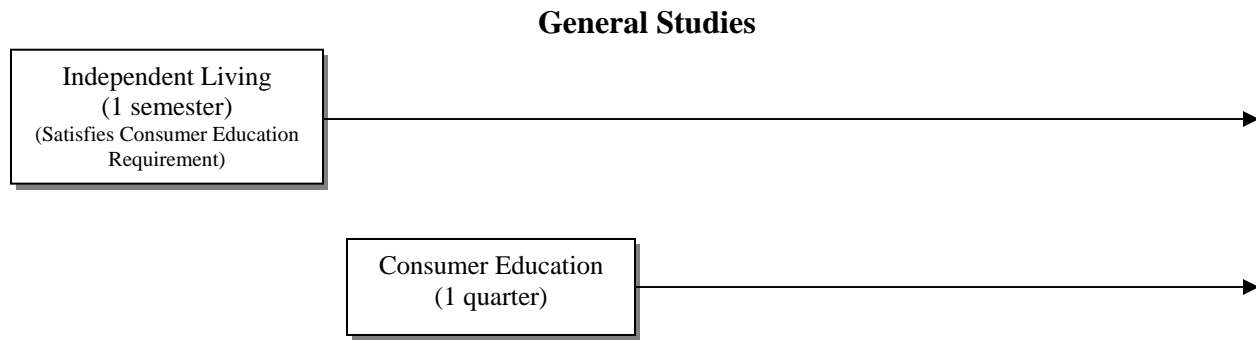 General Studies
Independent Living
(1 semester)
(Satisfies Consumer Education
Requirement)
Consumer Education
(1 quarter)